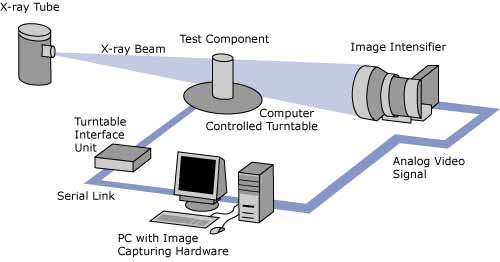 X-ray Tube
X-ray Beam
Test Component
Image Intensifier
Computer
Controlled Turntable
Turntable
Interface
Unit
Analog Video
Signal
Serial Link
PC with Image
Capturing Hardware